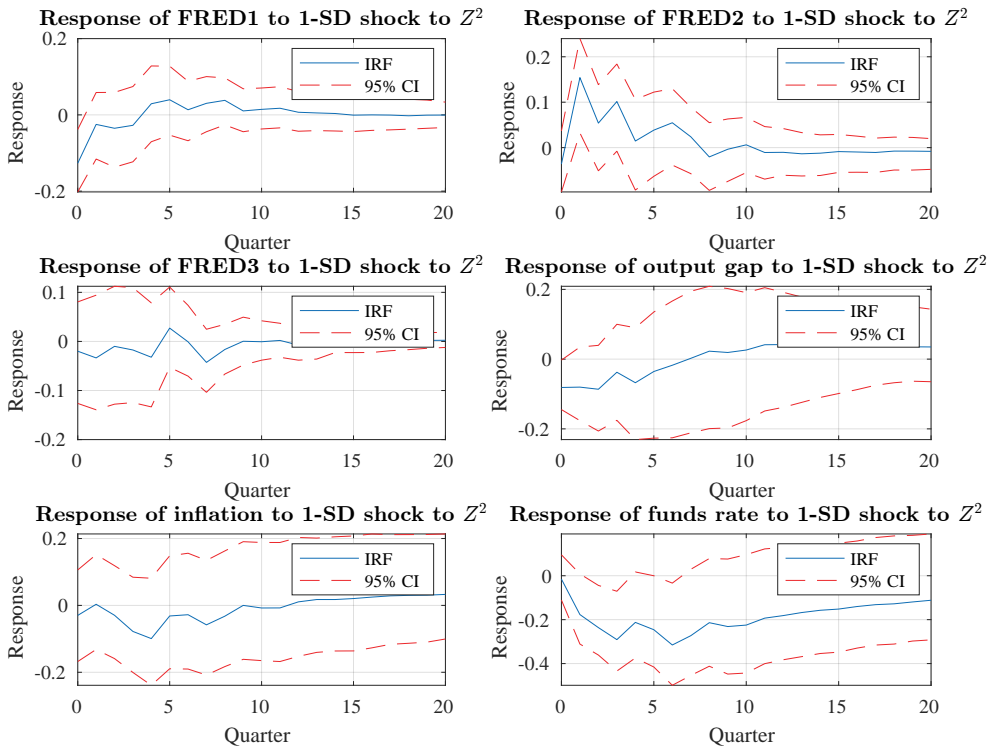 Response of FRED1 to 1-SD shock to Z²
Response
0.2
0
-0.2
IRF
95% CI
0 5 10 15 20
Quarter
Response of FRED2 to 1-SD shock to Z²
Response
0.2
0.1
0
IRF
95% CI
0 5 10 15 20
Quarter
Response of FRED3 to 1-SD shock to Z²
Response
0.1
0
-0.1
-0.2
IRF
95% CI
0 5 10 15 20
Quarter
Response of output gap to 1-SD shock to Z²
Response
0.2
0
-0.2
IRF
95% CI
0 5 10 15 20
Quarter
Response of inflation to 1-SD shock to Z²
Response
0.2
0
-0.2
IRF
95% CI
0 5 10 15 20
Quarter
Response of funds rate to 1-SD shock to Z²
Response
0
-0.2
-0.4
IRF
95% CI
0 5 10 15 20
Quarter